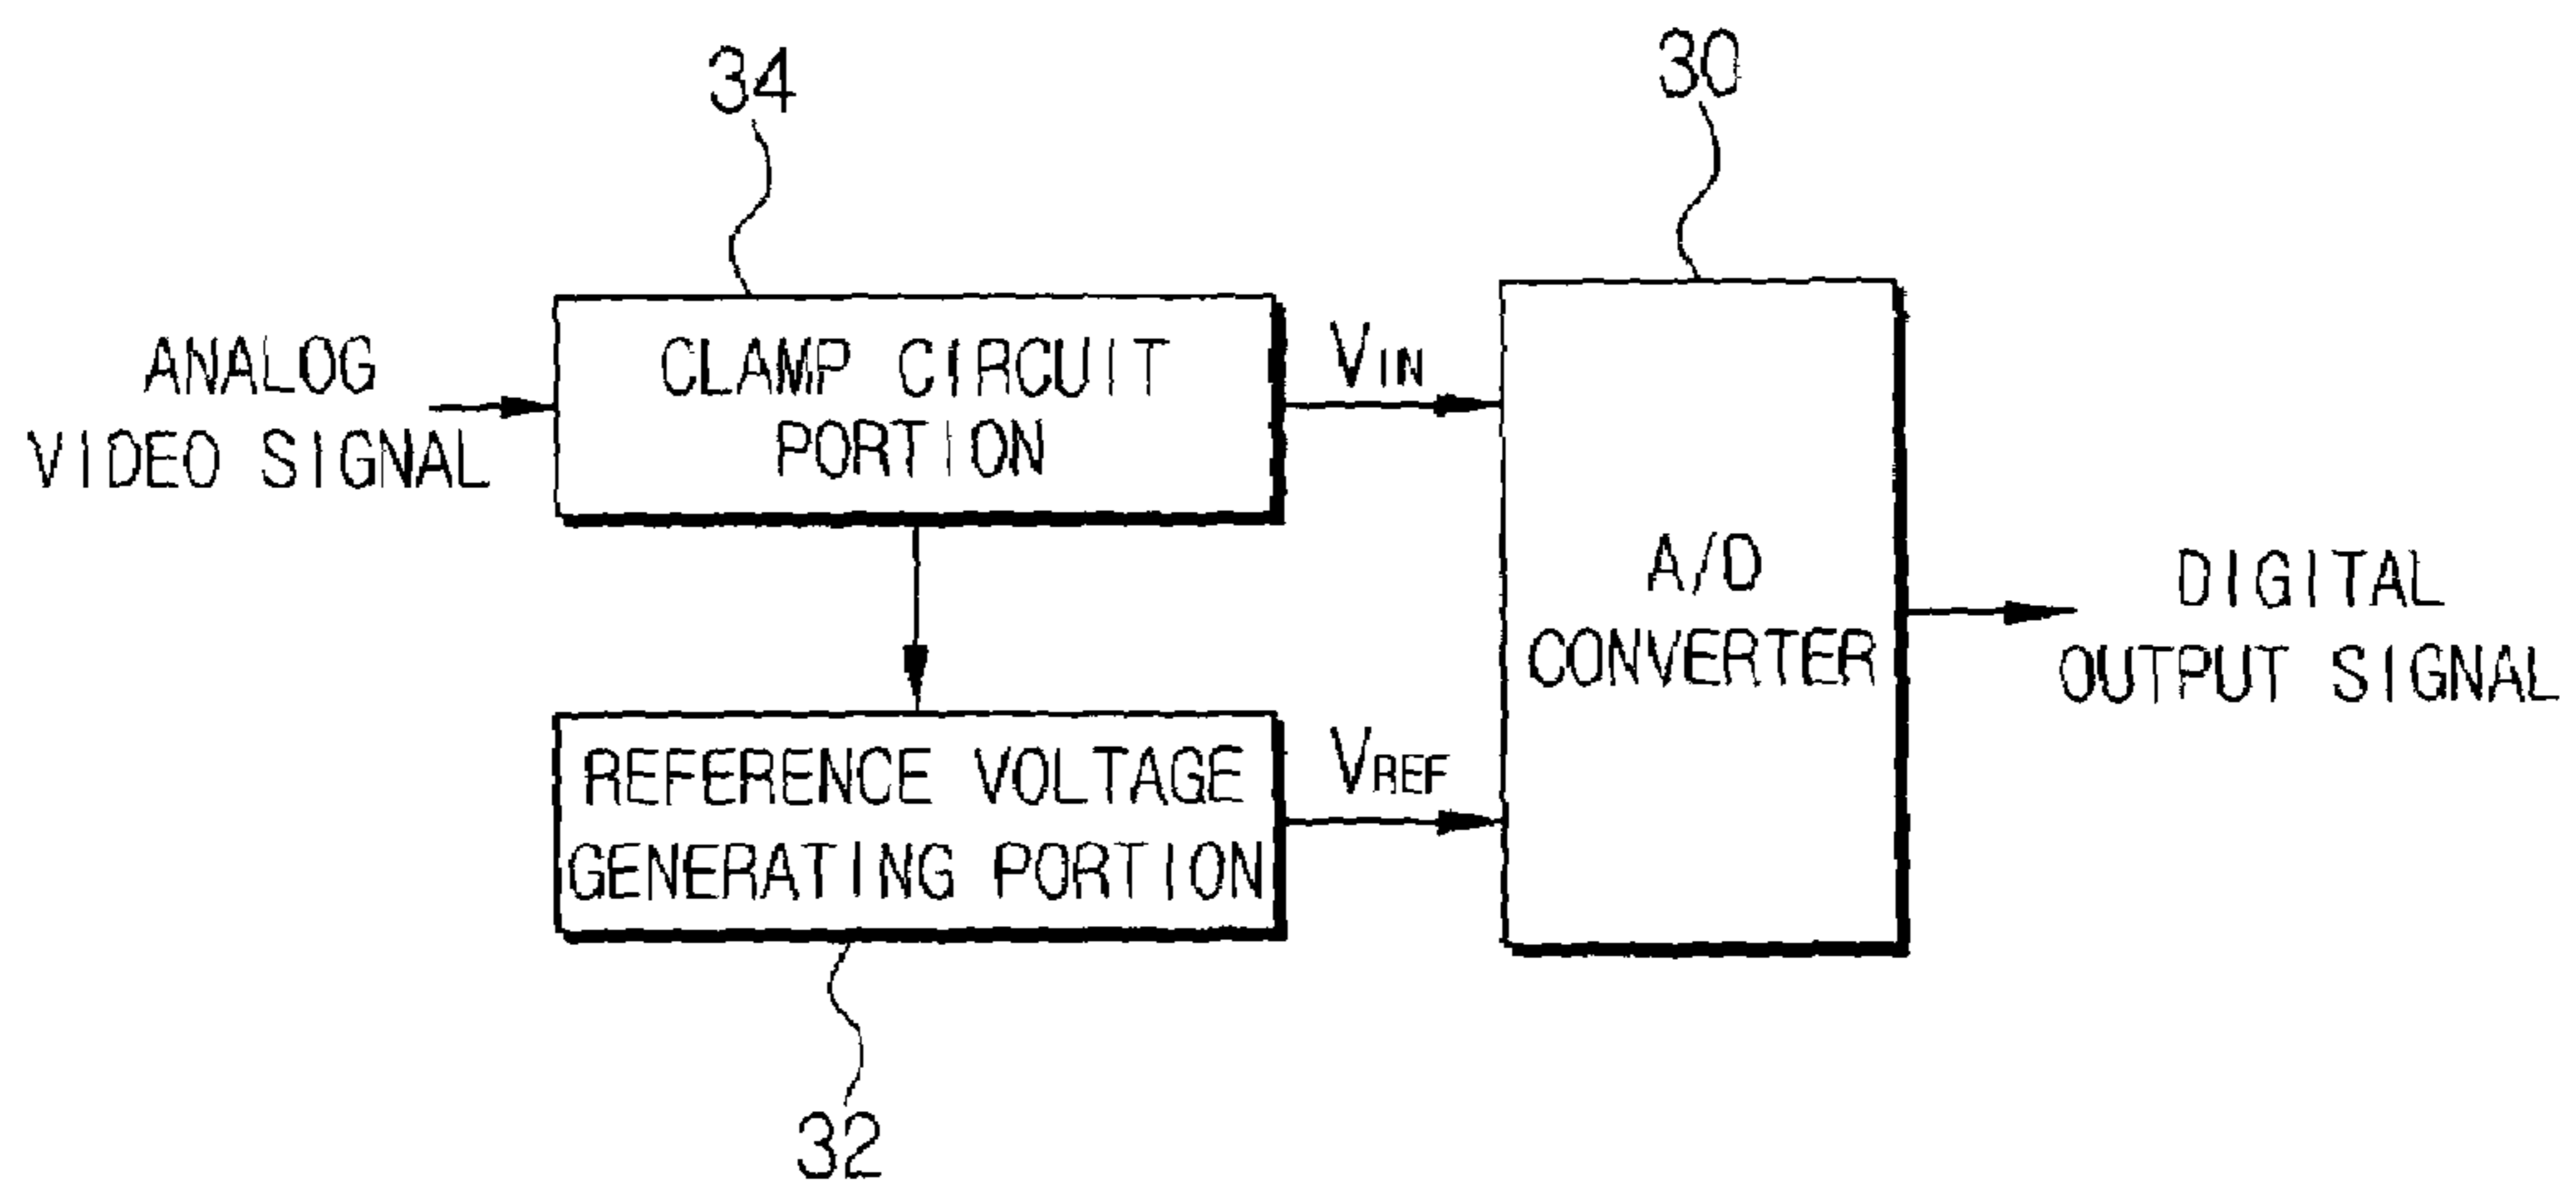 34
30
ANALOG
VIDEO SIGNAL
CLAMP CIRCUIT
PORTION
VIN
A/D
CONVERTER
DIGITAL
OUTPUT SIGNAL
REFERENCE VOLTAGE
GENERATING PORTION
VREF
32